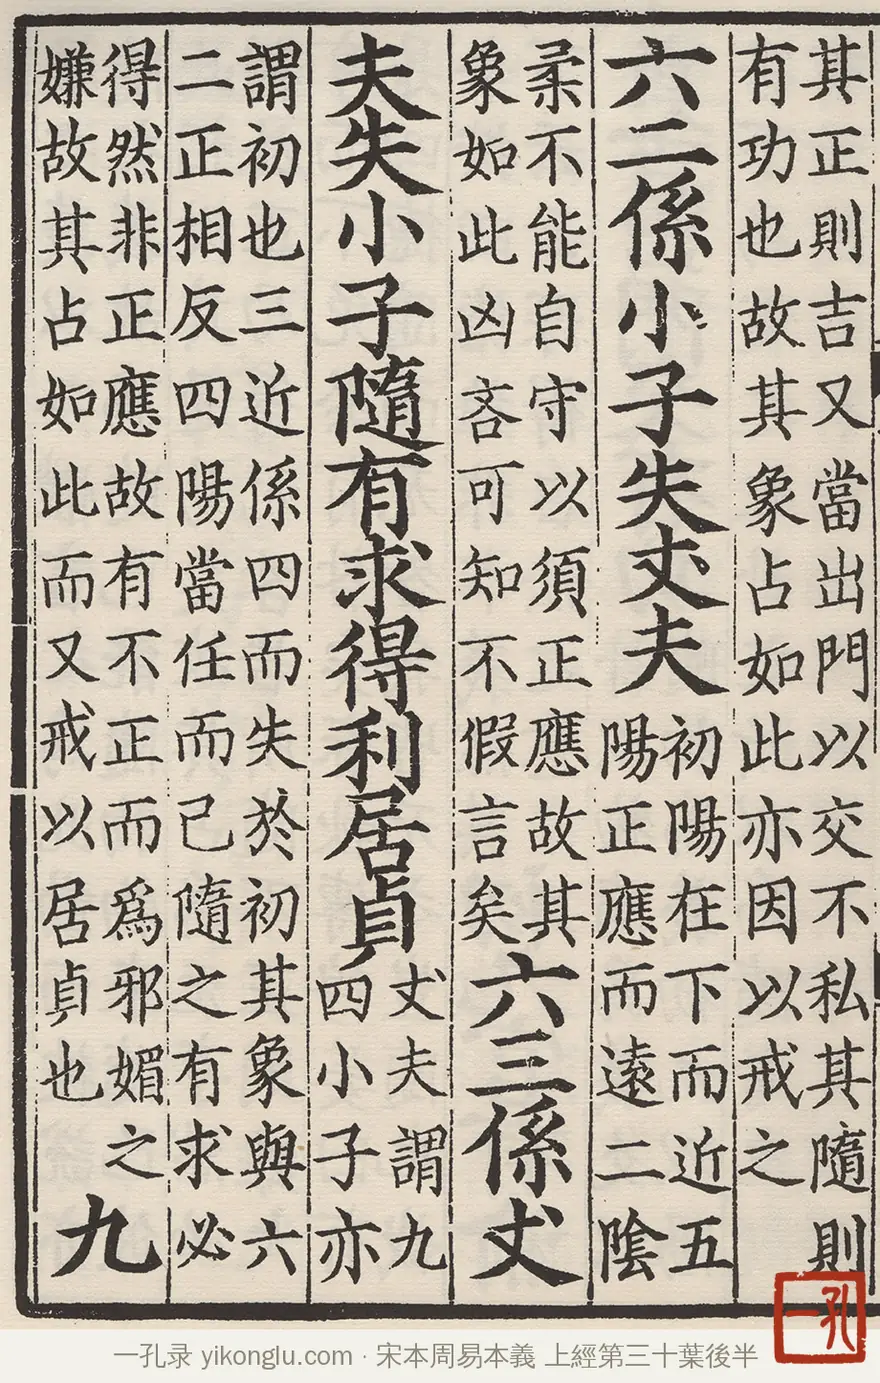 其正則吉又當出門以交不私其隨則
有功也故其象占如此亦因以戒之
六二係小子失丈夫
初陽在下而近五
陽正應而遠二陰
柔不能自守以須正應故其
象如此凶吝可知不假言矣
六三係丈
夫失小子隨有求得利居貞
丈夫謂九
四小子亦
謂初也三近係四而失於初其象與六
二正相反四陽當任而己隨之有求必
得然非正應故有不正而爲邪媚之
嫌故其占如此而又戒以居貞也
九
一孔
一孔录 yikonglu.com · 宋本周易本義 上經第三十葉後半